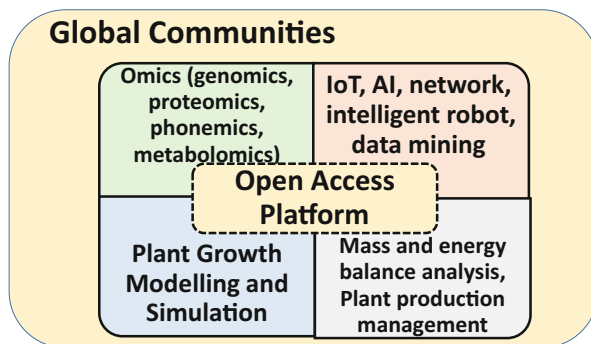 Global Communities
Omics (genomics,
proteomics,
phonemics,
metabolomics)
IoT, AI, network,
intelligent robot,
data mining
Open Access
Platform
Plant Growth
Modelling and
Simulation
Mass and energy
balance analysis,
Plant production
management